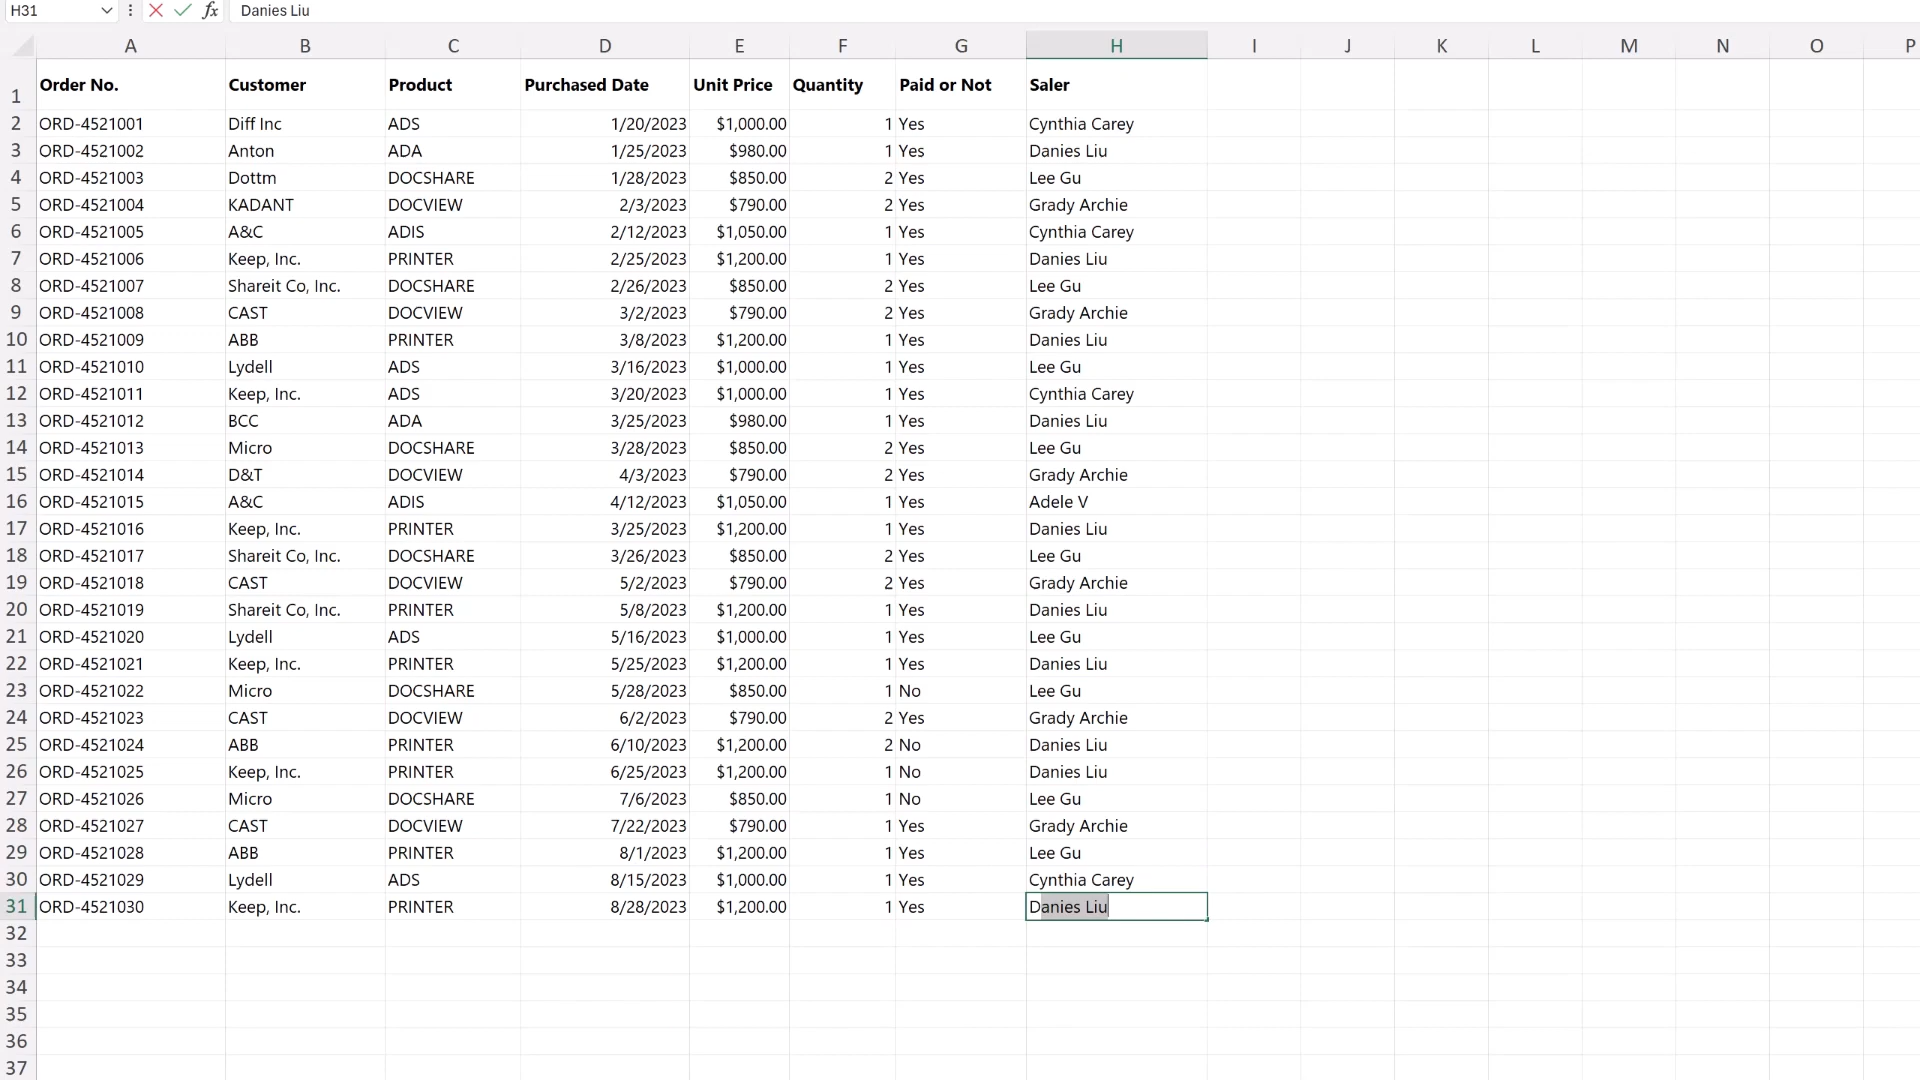 H31 fx Danies Liu
A B C D E F G H I J K L M N O P
1 Order No. Customer Product Purchased Date Unit Price Quantity Paid or Not Saler
2 ORD-4521001 Diff Inc ADS 1/20/2023 $1,000.00 1 Yes Cynthia Carey
3 ORD-4521002 Anton ADA 1/25/2023 $980.00 1 Yes Danies Liu
4 ORD-4521003 Dottm DOCSHARE 1/28/2023 $850.00 2 Yes Lee Gu
5 ORD-4521004 KADANT DOCVIEW 2/3/2023 $790.00 2 Yes Grady Archie
6 ORD-4521005 A&C ADIS 2/12/2023 $1,050.00 1 Yes Cynthia Carey
7 ORD-4521006 Keep, Inc. PRINTER 2/25/2023 $1,200.00 1 Yes Danies Liu
8 ORD-4521007 Shareit Co, Inc. DOCSHARE 2/26/2023 $850.00 2 Yes Lee Gu
9 ORD-4521008 CAST DOCVIEW 3/2/2023 $790.00 2 Yes Grady Archie
10 ORD-4521009 ABB PRINTER 3/8/2023 $1,200.00 1 Yes Danies Liu
11 ORD-4521010 Lydell ADS 3/16/2023 $1,000.00 1 Yes Lee Gu
12 ORD-4521011 Keep, Inc. ADS 3/20/2023 $1,000.00 1 Yes Cynthia Carey
13 ORD-4521012 BCC ADA 3/25/2023 $980.00 1 Yes Danies Liu
14 ORD-4521013 Micro DOCSHARE 3/28/2023 $850.00 2 Yes Lee Gu
15 ORD-4521014 D&T DOCVIEW 4/3/2023 $790.00 2 Yes Grady Archie
16 ORD-4521015 A&C ADIS 4/12/2023 $1,050.00 1 Yes Adele V
17 ORD-4521016 Keep, Inc. PRINTER 3/25/2023 $1,200.00 1 Yes Danies Liu
18 ORD-4521017 Shareit Co, Inc. DOCSHARE 3/26/2023 $850.00 2 Yes Lee Gu
19 ORD-4521018 CAST DOCVIEW 5/2/2023 $790.00 2 Yes Grady Archie
20 ORD-4521019 Shareit Co, Inc. PRINTER 5/8/2023 $1,200.00 1 Yes Danies Liu
21 ORD-4521020 Lydell ADS 5/16/2023 $1,000.00 1 Yes Lee Gu
22 ORD-4521021 Keep, Inc. PRINTER 5/25/2023 $1,200.00 1 Yes Danies Liu
23 ORD-4521022 Micro DOCSHARE 5/28/2023 $850.00 1 No Lee Gu
24 ORD-4521023 CAST DOCVIEW 6/2/2023 $790.00 2 Yes Grady Archie
25 ORD-4521024 ABB PRINTER 6/10/2023 $1,200.00 2 No Danies Liu
26 ORD-4521025 Keep, Inc. PRINTER 6/25/2023 $1,200.00 1 No Danies Liu
27 ORD-4521026 Micro DOCSHARE 7/6/2023 $850.00 1 No Lee Gu
28 ORD-4521027 CAST DOCVIEW 7/22/2023 $790.00 1 Yes Grady Archie
29 ORD-4521028 ABB PRINTER 8/1/2023 $1,200.00 1 Yes Lee Gu
30 ORD-4521029 Lydell ADS 8/15/2023 $1,000.00 1 Yes Cynthia Carey
31 ORD-4521030 Keep, Inc. PRINTER 8/28/2023 $1,200.00 1 Yes Danies Liu
32
33
34
35
36
37